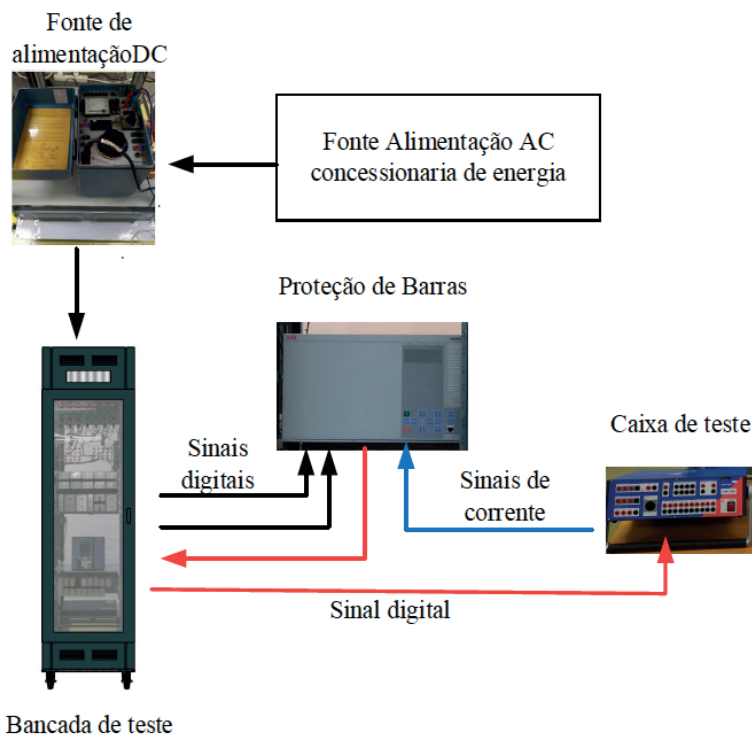 Fonte de
alimentaçãoDC
Fonte Alimentação AC
concessionaria de energia
Proteção de Barras
ABB
Caixa de teste
Sinais
digitais
Sinais de
corrente
Sinal digital
Bancada de teste